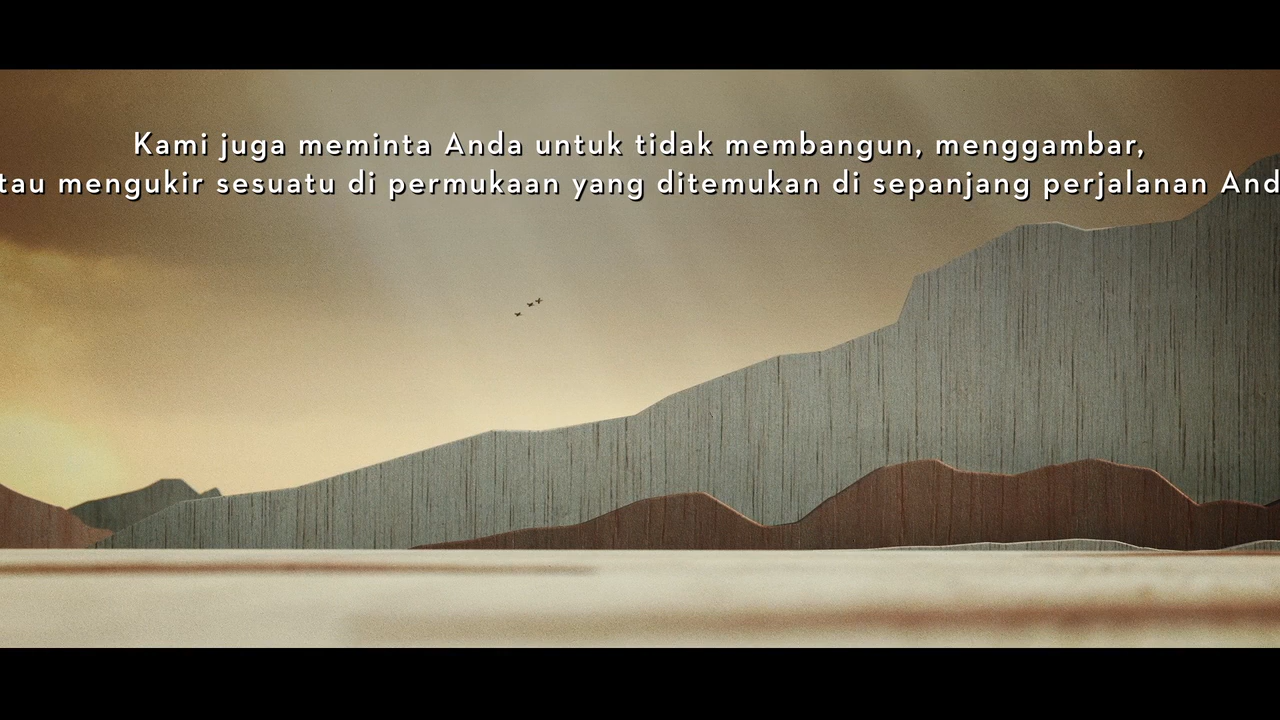 Kami juga meminta Anda untuk tidak membangun, menggambar,
tau mengukir sesuatu di permukaan yang ditemukan di sepanjang perjalanan And